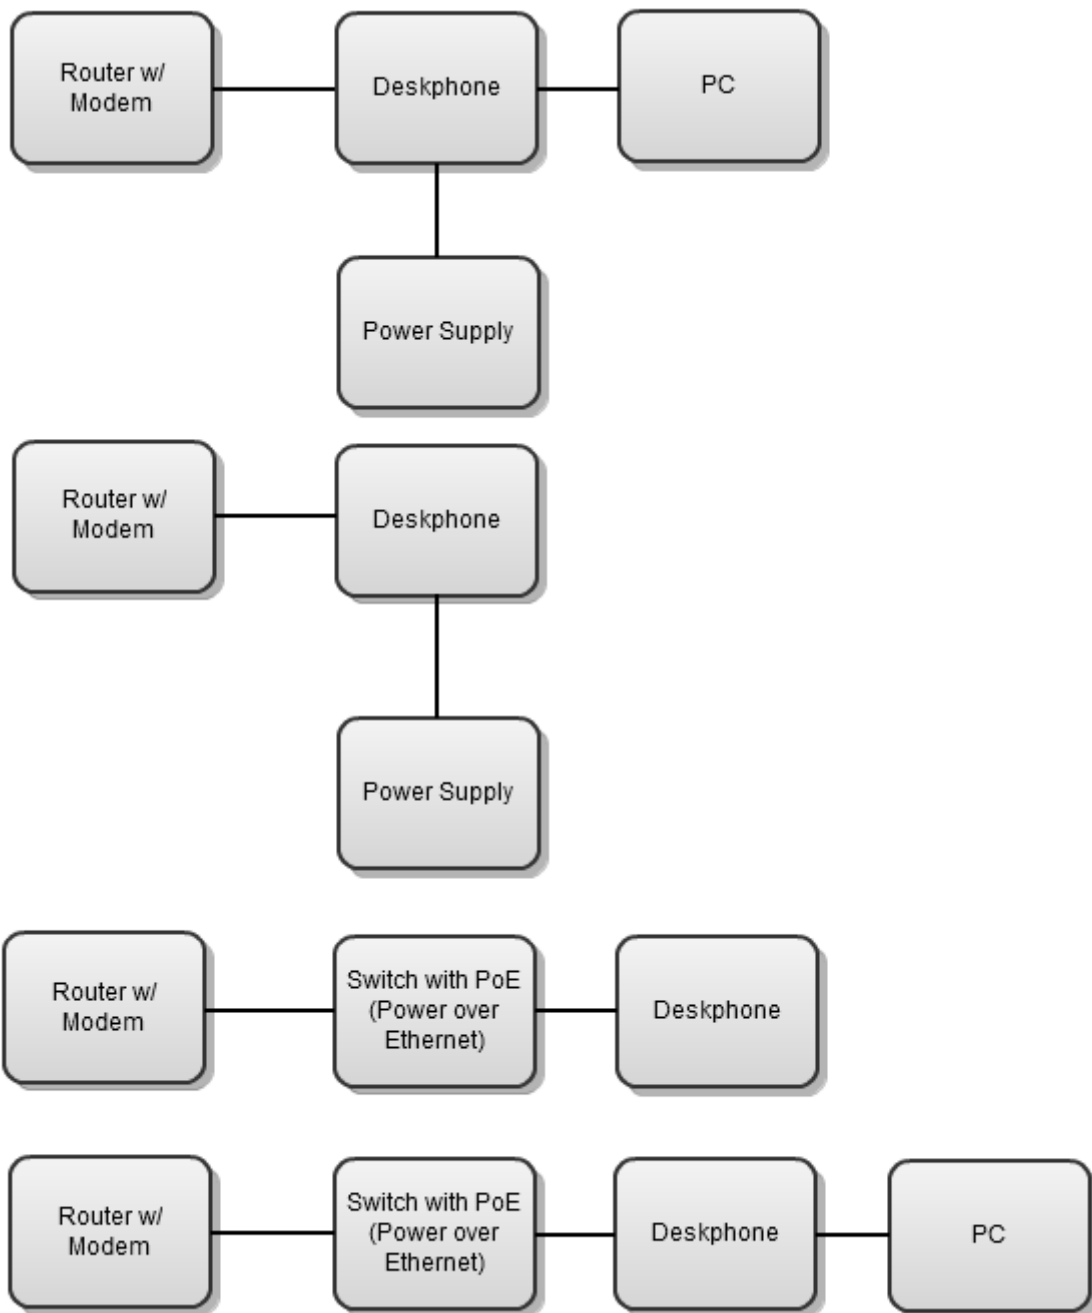 Router w/
Modem
Deskphone
PC
Power Supply
Router w/
Modem
Deskphone
Power Supply
Router w/
Modem
Switch with PoE
(Power over
Ethernet)
Deskphone
Router w/
Modem
Switch with PoE
(Power over
Ethernet)
Deskphone
PC